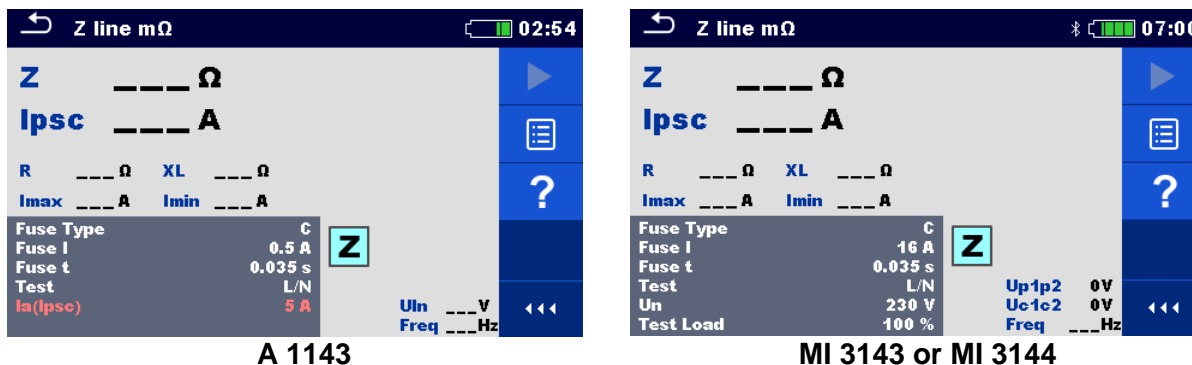 Z line mΩ 02:54
Z ___ Ω
Ipsc ___ A
R ___ Ω XL ___ Ω
Imax ___ A Imin ___ A
?
Fuse Type C
Fuse I 0.5 A
Fuse t 0.035 s
Test L/N
Ia(Ipsc) 5 A
Z
Uln ___V
Freq ___Hz
A 1143
Z line mΩ 07:00
Z ___ Ω
Ipsc ___ A
R ___ Ω XL ___ Ω
Imax ___ A Imin ___ A
?
Fuse Type C
Fuse I 16 A
Fuse t 0.035 s
Test L/N
Un 230 V
Test Load 100 %
Z
Up1p2 0V
Uc1c2 0V
Freq ___Hz
MI 3143 or MI 3144